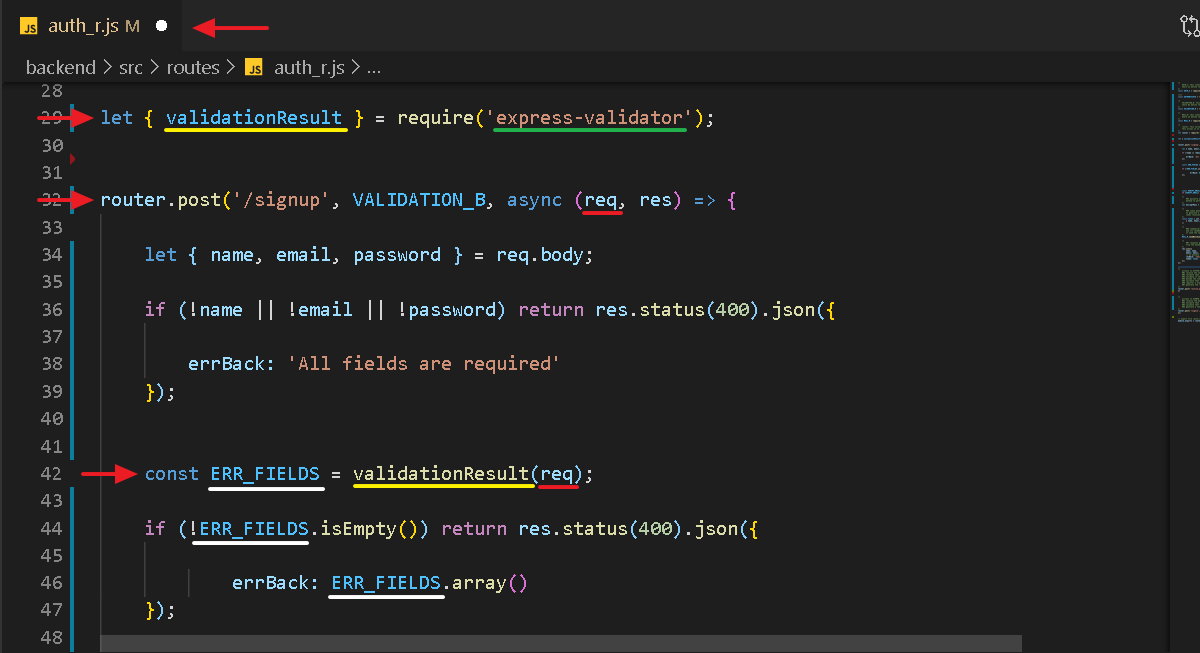 JS auth_r.js M
backend > src > routes > JS auth_r.js > ...
28
29 let { validationResult } = require('express-validator');
30
31
32 router.post('/signup', VALIDATION_B, async (req, res) => {
33
34 let { name, email, password } = req.body;
35
36 if (!name || !email || !password) return res.status(400).json({
37
38 errBack: 'All fields are required'
39 });
40
41
42 const ERR_FIELDS = validationResult(req);
43
44 if (!ERR_FIELDS.isEmpty()) return res.status(400).json({
45
46 errBack: ERR_FIELDS.array()
47 });
48